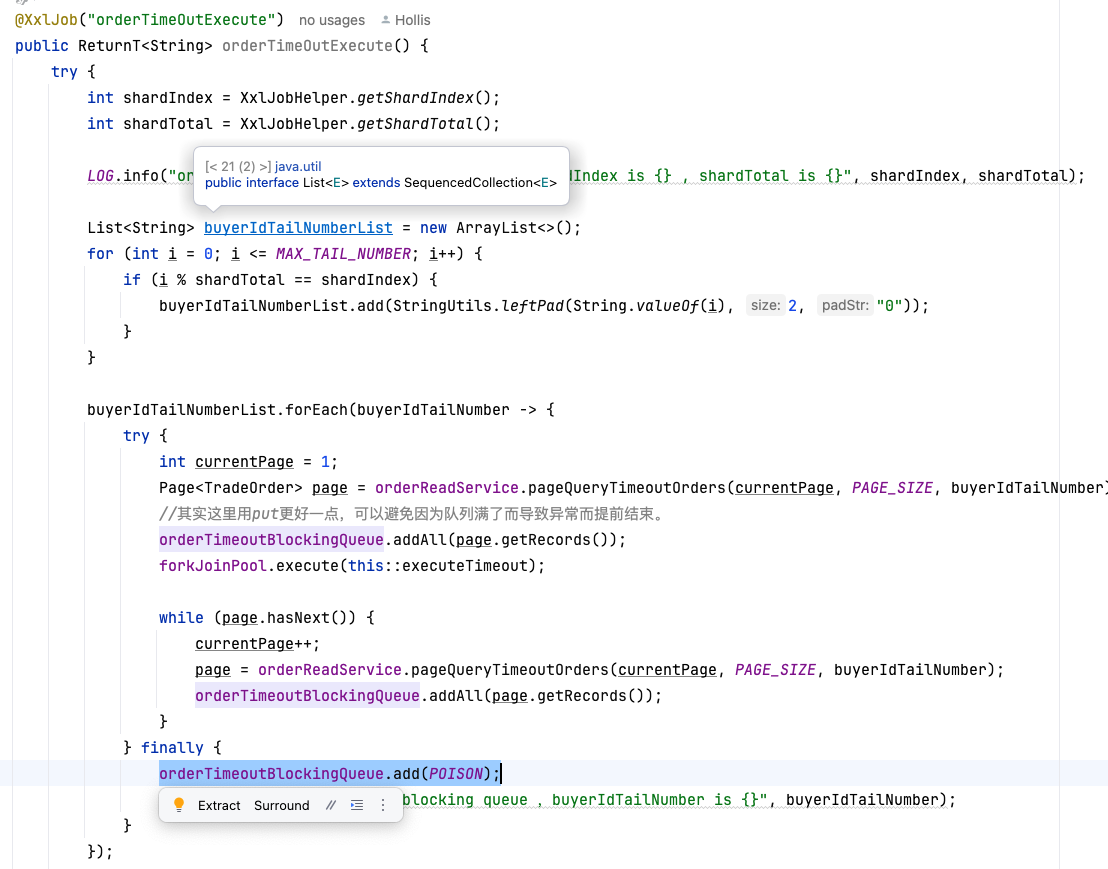 @XxlJob("orderTimeOutExecute") no usages Hollis
public ReturnT<String> orderTimeOutExecute() {
try {
int shardIndex = XxlJobHelper.getShardIndex();
int shardTotal = XxlJobHelper.getShardTotal();
[< 21 (2) >] java.util
public interface List<E> extends SequencedCollection<E>
LOG.info("or dIndex is {} , shardTotal is {}", shardIndex, shardTotal);
List<String> buyerIdTailNumberList = new ArrayList<>();
for (int i = 0; i <= MAX_TAIL_NUMBER; i++) {
if (i % shardTotal == shardIndex) {
buyerIdTailNumberList.add(StringUtils.leftPad(String.valueOf(i), size: 2, padStr: "0"));
}
}
buyerIdTailNumberList.forEach(buyerIdTailNumber -> {
try {
int currentPage = 1;
Page<TradeOrder> page = orderReadService.pageQueryTimeoutOrders(currentPage, PAGE_SIZE, buyerIdTailNumber)
//其实这里用put更好一点，可以避免因为队列满了而导致异常而提前结束。
orderTimeoutBlockingQueue.addAll(page.getRecords());
forkJoinPool.execute(this::executeTimeout);
while (page.hasNext()) {
currentPage++;
page = orderReadService.pageQueryTimeoutOrders(currentPage, PAGE_SIZE, buyerIdTailNumber);
orderTimeoutBlockingQueue.addAll(page.getRecords());
}
} finally {
orderTimeoutBlockingQueue.add(POISON);
Extract Surround // blocking queue , buyerIdTailNumber is {}", buyerIdTailNumber);
}
});